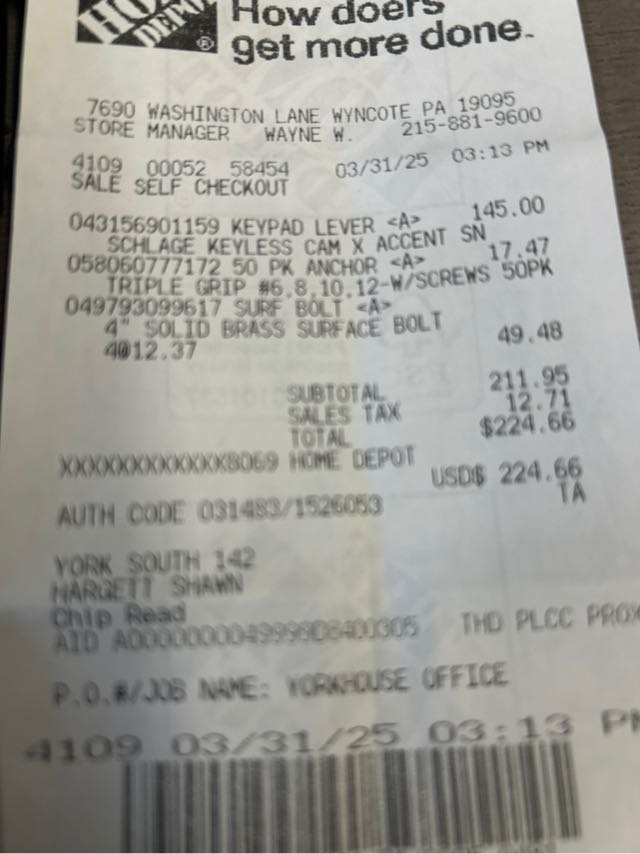 How doers
get more done.
7690 WASHINGTON LANE WYNCOTE PA 19095
STORE MANAGER WAYNE W. 215-881-9600
4109 00052 58454 03/31/25 03:13 PM
SALE SELF CHECKOUT
043156901159 KEYPAD LEVER <A> 145.00
SCHLAGE KEYLESS CAM X ACCENT SN
058060777172 50 PK ANCHOR <A> 17.47
TRIPLE GRIP #6,8,10,12-W/SCREWS 50PK
049793099617 SURF BOLT <A>
4" SOLID BRASS SURFACE BOLT
4@12.37 49.48
SUBTOTAL 211.95
SALES TAX 12.71
TOTAL $224.66
XXXXXXXXXXXX8069 HOME DEPOT
USD$ 224.66
AUTH CODE 031483/1526053 TA
YORK SOUTH 142
HARGETT SHAWN
Chip Read
THD PLCC PROX
P.O.#/JOB NAME: YORKHOUSE OFFICE
4109 03/31/25 03:13 PM